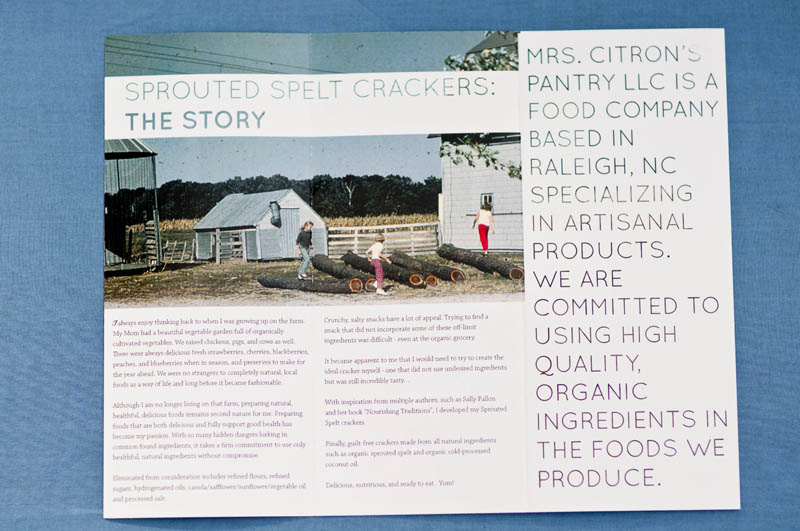 SPROUTED SPELT CRACKERS:
THE STORY
I always enjoy thinking back to when I was growing up on the farm.
My Mom had a beautiful vegetable garden full of organically
cultivated vegetables. We raised chickens, pigs, and cows as well.
There were always delicious fresh strawberries, cherries, blackberries,
peaches, and blueberries when in season, and preserves to make for
the year ahead. We were no strangers to completely natural, local
foods as a way of life and long before it became fashionable.
Although I am no longer living on that farm, preparing natural,
healthful, delicious foods remains second nature for me. Preparing
foods that are both delicious and fully support good health has
become my passion. With so many hidden dangers lurking in
common found ingredients, it takes a firm commitment to use only
healthful, natural ingredients without compromise.
Eliminated from consideration includes refined flours, refined
sugars, hydrogenated oils, canola/safflower/sunflower/vegetable oil
and processed salt.
Crunchy, salty snacks have a lot of appeal. Trying to find a
snack that did not incorporate some of these off-limit
ingredients was difficult - even at the organic grocery.
It became apparent to me that I would need to try to create the
ideal cracker myself - one that did not use undesired ingredients
but was still incredibly tasty. .
With inspiration from multiple authors, such as Sally Fallon
and her book "Nourishing Traditions", I developed my Sprouted
Spelt crackers.
Finally, guilt-free crackers made from all natural ingredients
such as organic sprouted spelt and organic cold-processed
coconut oil.
Delicious, nutritious, and ready to eat. Yum!
MRS. CITRON'S
PANTRY LLC IS A
FOOD COMPANY
BASED IN
RALEIGH, NC
SPECIALIZING
IN ARTISANAL
PRODUCTS.
WE ARE
COMMITTED TO
USING HIGH
QUALITY,
ORGANIC
INGREDIENTS IN
THE FOODS WE
PRODUCE.